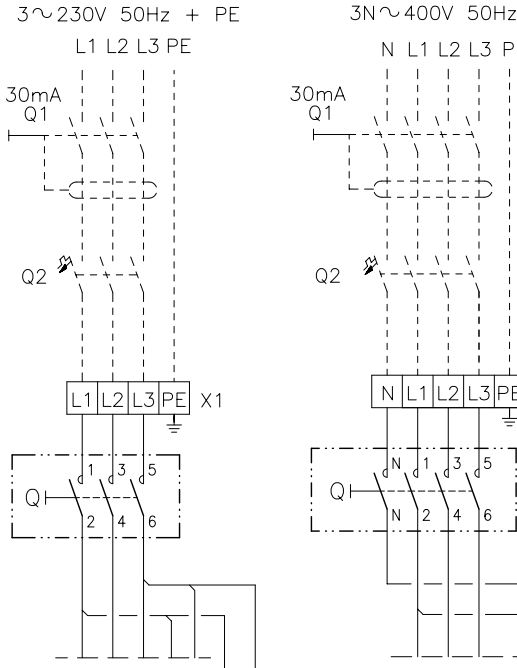 3∼230V 50Hz + PE
L1 L2 L3 PE
30mA
Q1
Q2
L1 L2 L3 PE X1
Q 1 3 5
2 4 6
3N∼400V 50Hz
N L1 L2 L3 P
30mA
Q1
Q2
N L1 L2 L3 PE
Q N 1 3 5
N 2 4 6